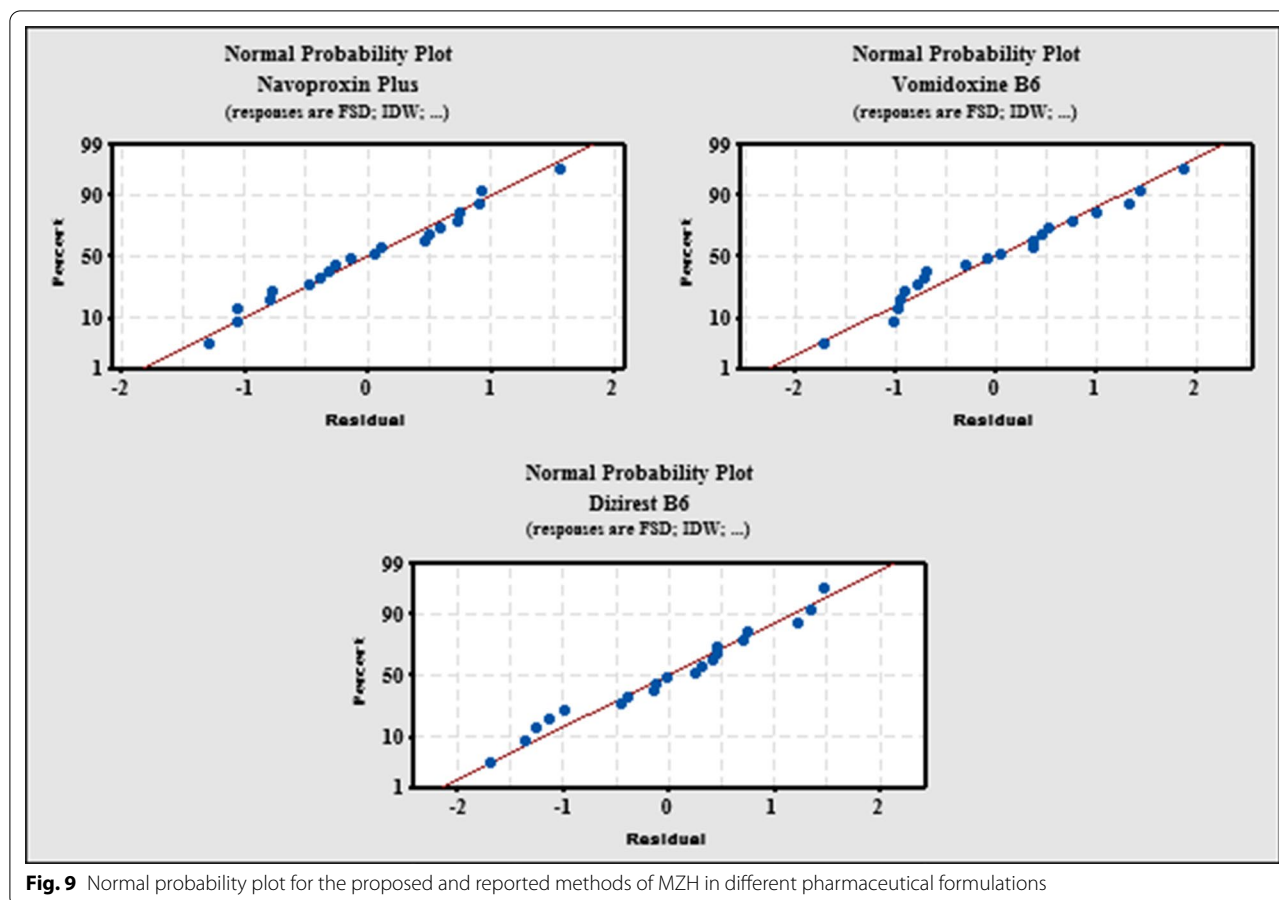 Normal Probability Plot
Navoproxin Plus
(responses are FSD; IDW; ...)
99
90
50
10
1
Percent
-2 -1 0 1 2
Residual
Normal Probability Plot
Vomidoxine B6
(responses are FSD; IDW; ...)
99
90
50
10
1
Percent
-2 -1 0 1 2
Residual
Normal Probability Plot
Dizirest B6
(responses are FSD; IDW; ...)
99
90
50
10
1
Percent
-2 -1 0 1 2
Residual
Fig. 9 Normal probability plot for the proposed and reported methods of MZH in different pharmaceutical formulations